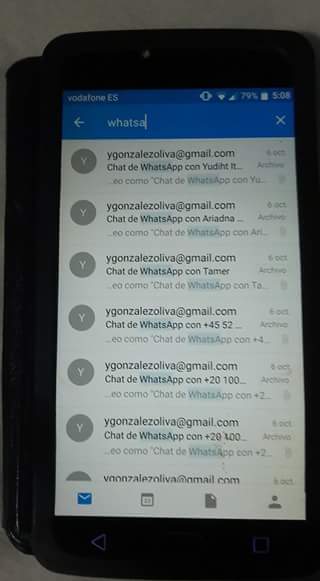 vodafone ES 79% 5:08
whatsa
Y ygonzalezoliva@gmail.com 6 oct.
Chat de WhatsApp con Yudiht It... Archivo
...eo como "Chat de WhatsApp con Yu...
Y ygonzalezoliva@gmail.com 6 oct.
Chat de WhatsApp con Ariadna ... Archivo
...eo como "Chat de WhatsApp con Ari...
Y ygonzalezoliva@gmail.com 6 oct.
Chat de WhatsApp con Tamer Archivo
...eo como "Chat de WhatsApp con Ta...
Y ygonzalezoliva@gmail.com 6 oct.
Chat de WhatsApp con +45 52 ... Archivo
...eo como "Chat de WhatsApp con +4...
Y ygonzalezoliva@gmail.com 6 oct.
Chat de WhatsApp con +20 100... Archivo
...eo como "Chat de WhatsApp con +2...
Y ygonzalezoliva@gmail.com 6 oct.
Chat de WhatsApp con +20 100... Archivo
...eo como "Chat de WhatsApp con +2...
ygonzalezoliva@gmail.com 6 oct.